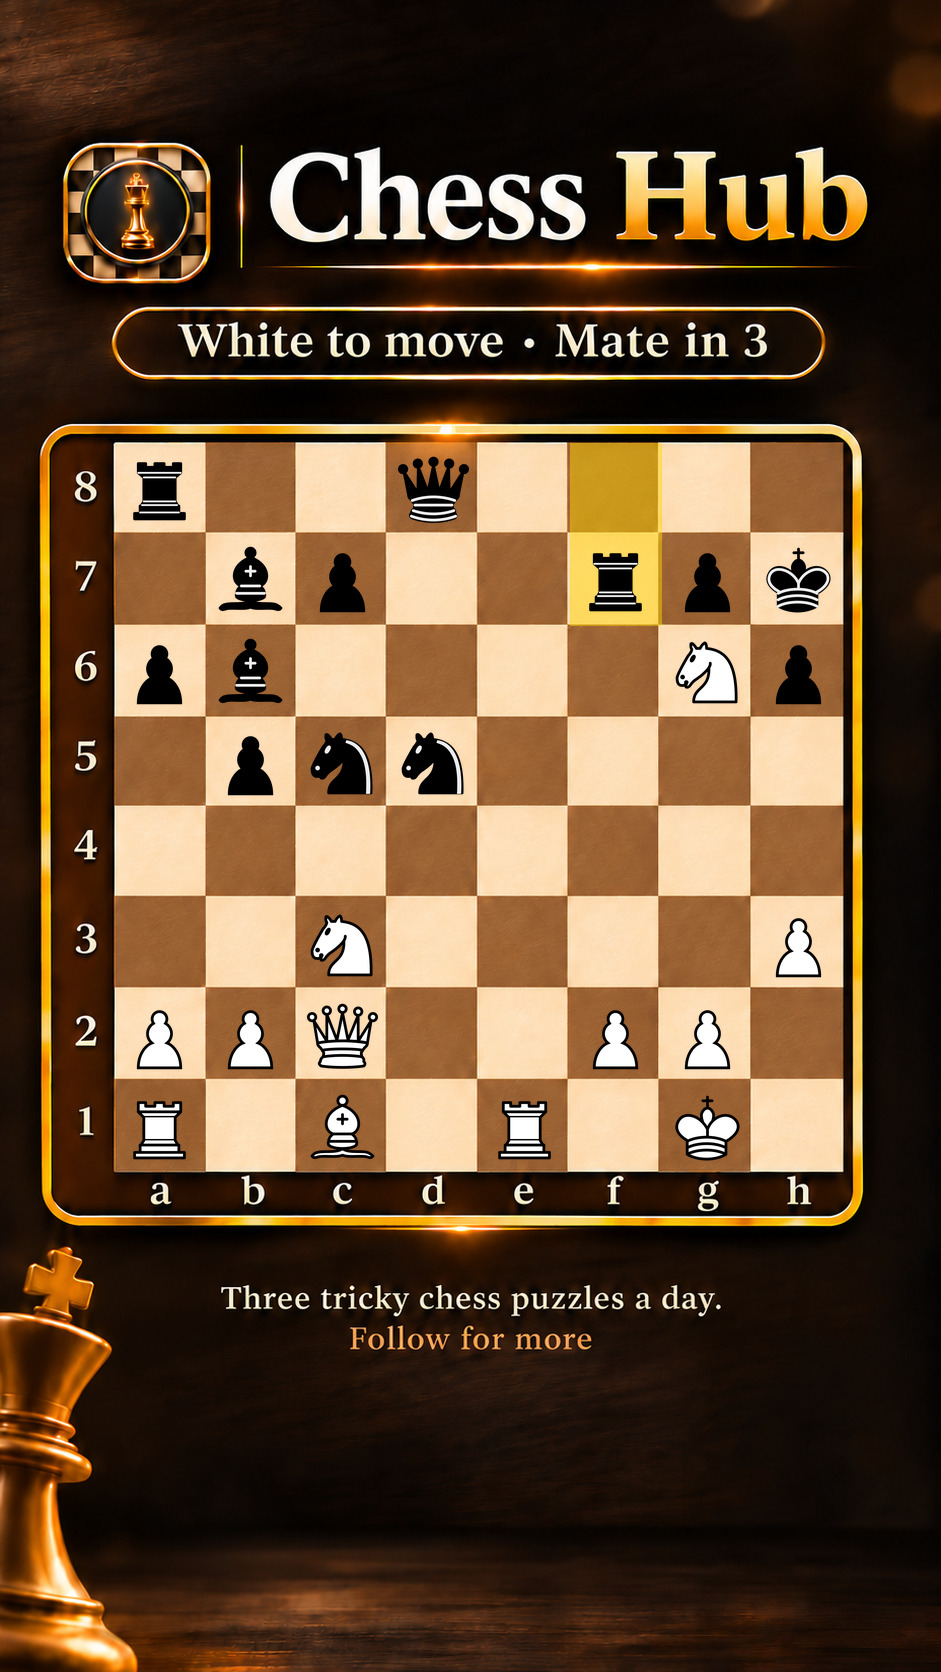 Chess Hub
White to move • Mate in 3
8
7
6
5
4
3
2
1
a b c d e f g h
Three tricky chess puzzles a day.
Follow for more